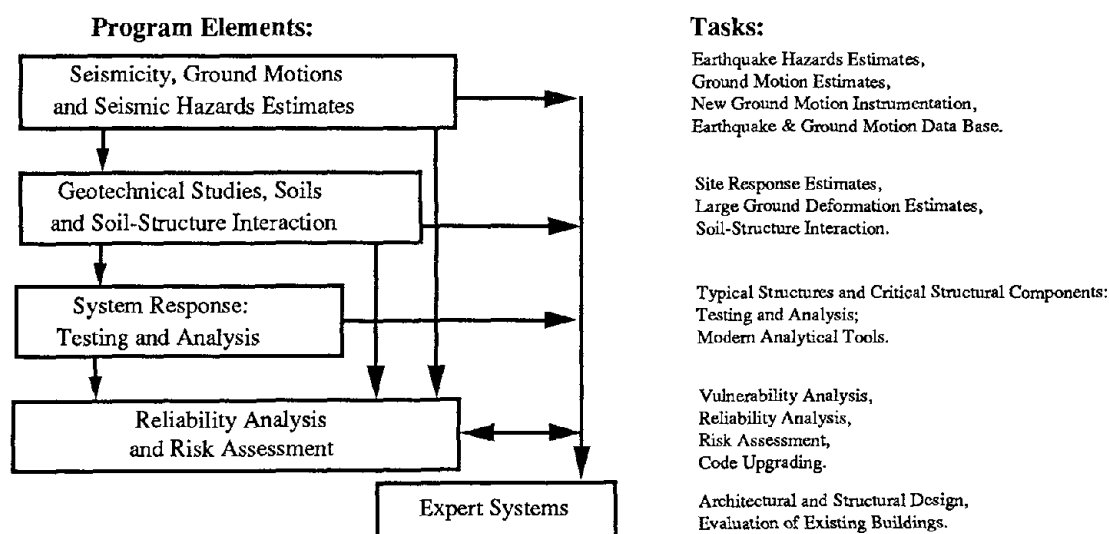 Program Elements:
Seismicity, Ground Motions
and Seismic Hazards Estimates
Geotechnical Studies, Soils
and Soil-Structure Interaction
System Response:
Testing and Analysis
Reliability Analysis
and Risk Assessment
Expert Systems
Tasks:
Earthquake Hazards Estimates,
Ground Motion Estimates,
New Ground Motion Instrumentation,
Earthquake & Ground Motion Data Base.
Site Response Estimates,
Large Ground Deformation Estimates,
Soil-Structure Interaction.
Typical Structures and Critical Structural Components:
Testing and Analysis;
Modern Analytical Tools.
Vulnerability Analysis,
Reliability Analysis,
Risk Assessment,
Code Upgrading.
Architectural and Structural Design,
Evaluation of Existing Buildings.